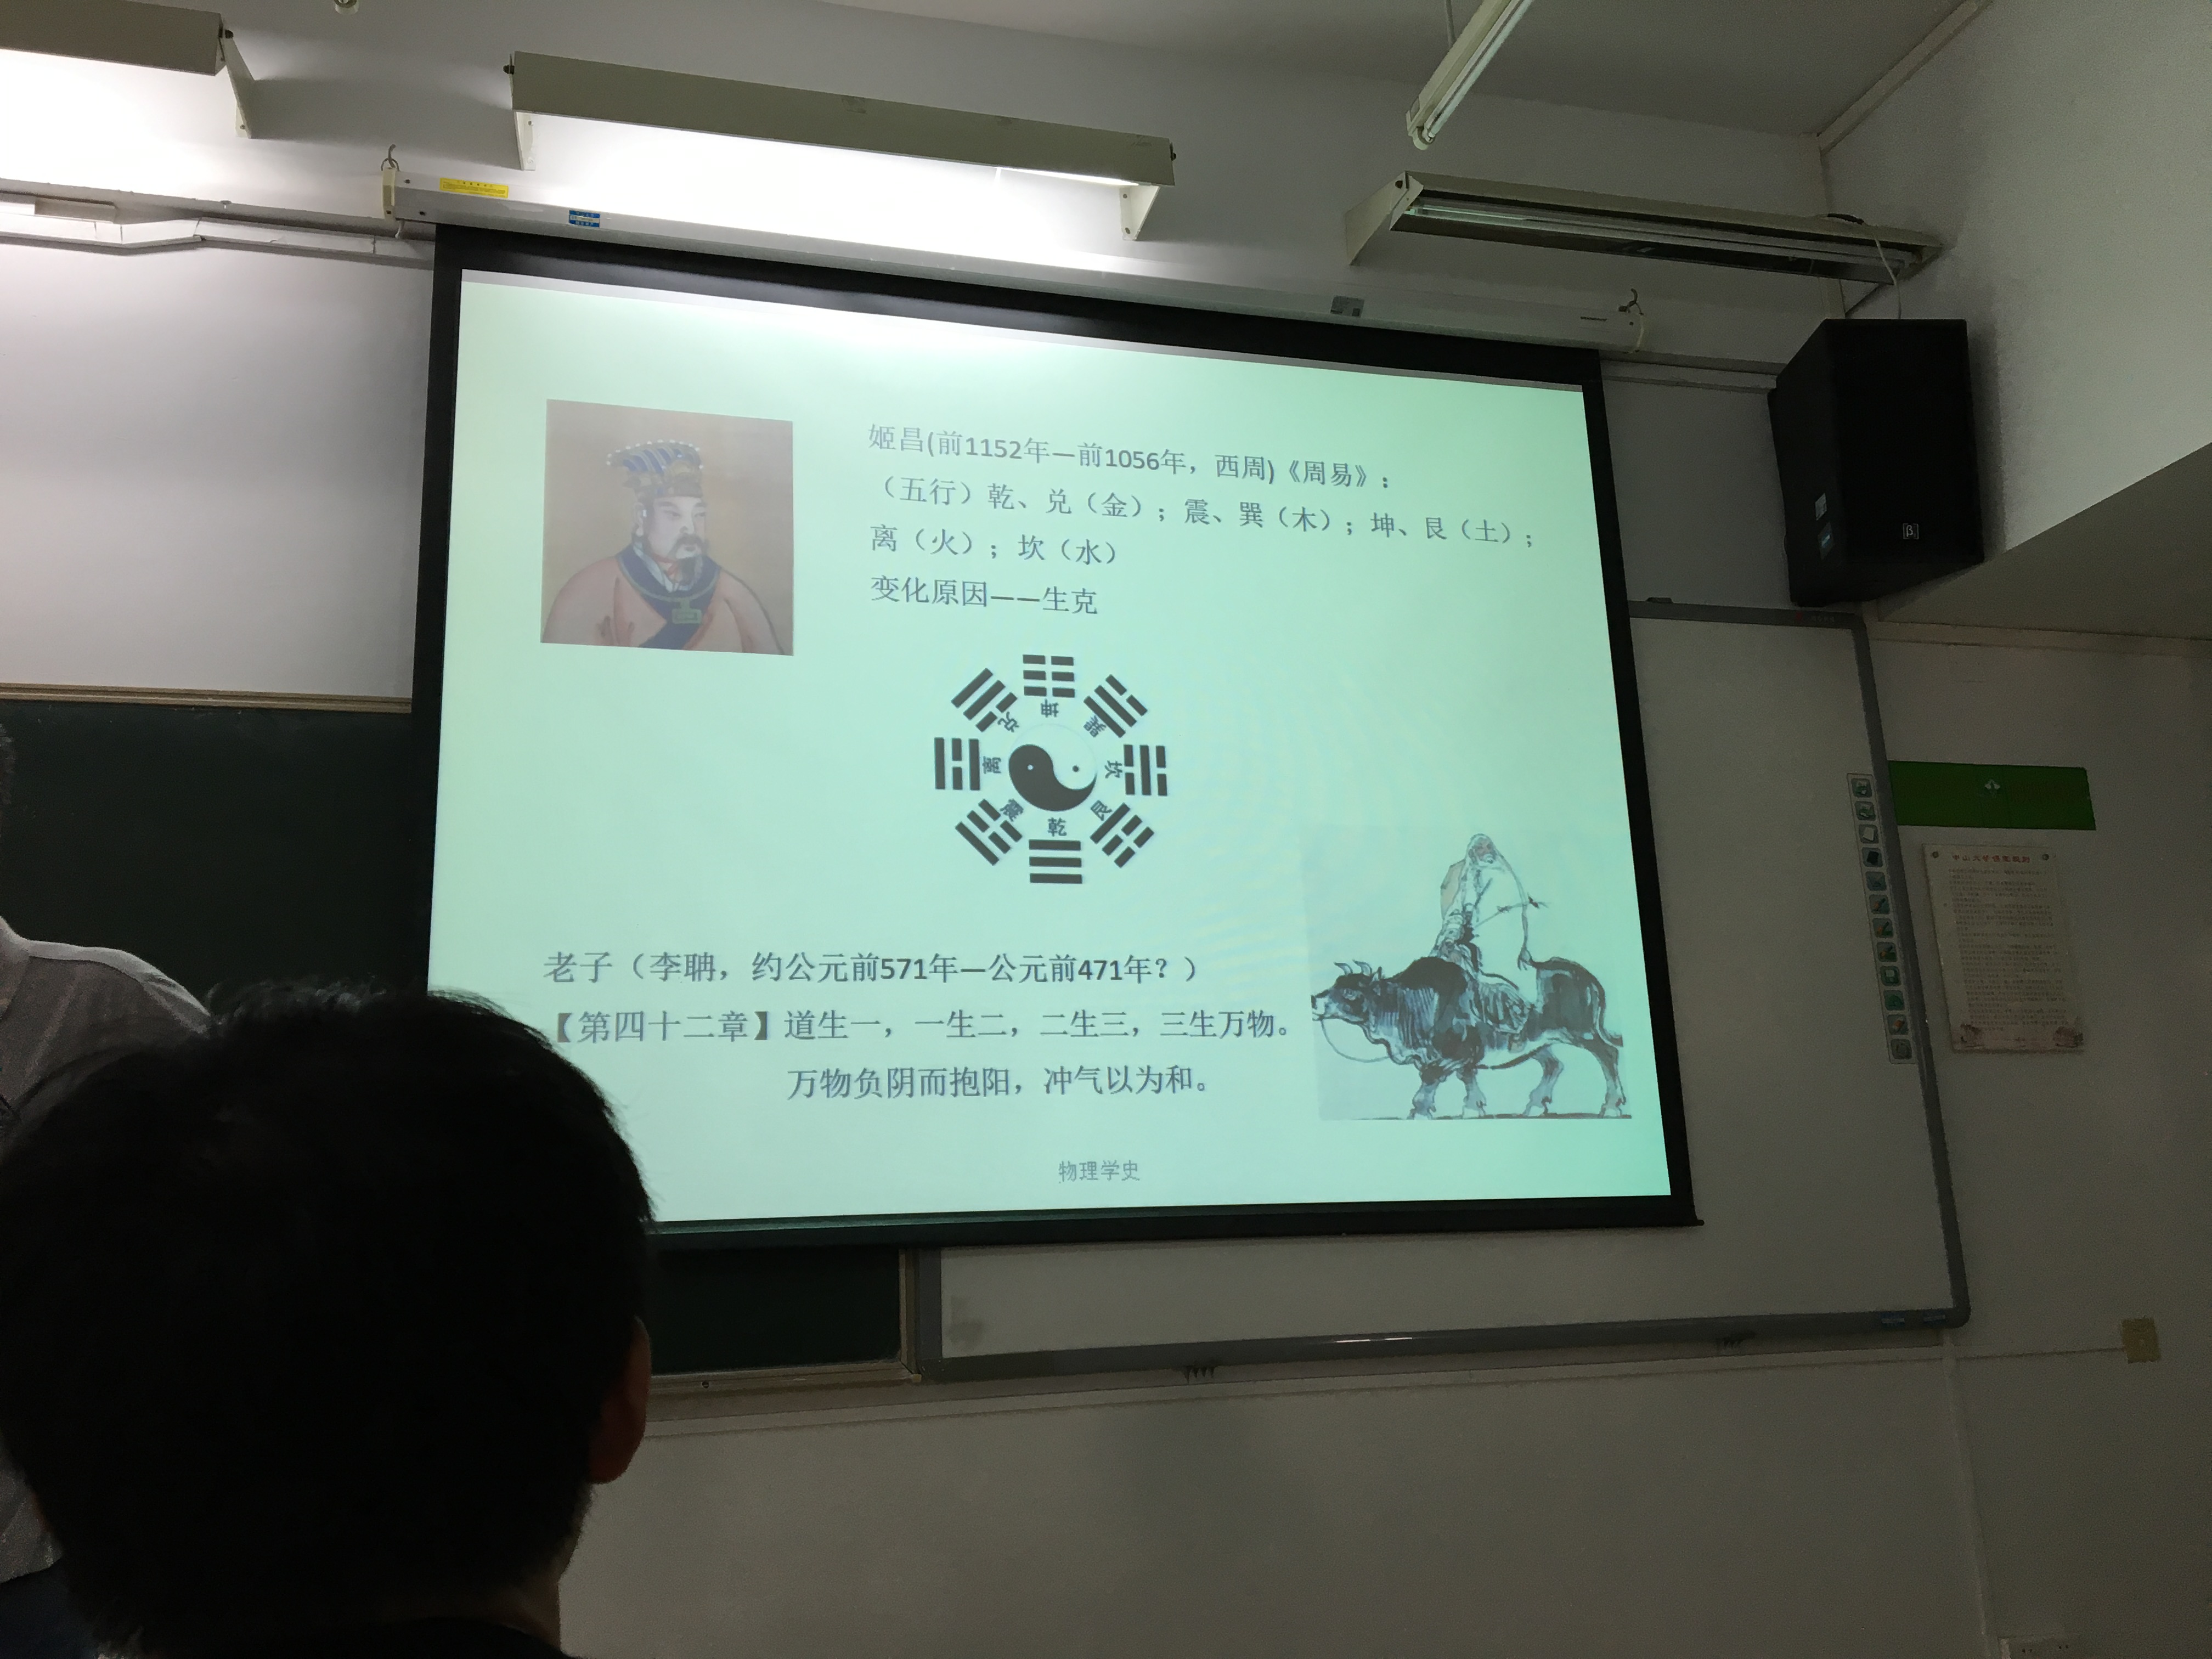 姬昌(前1152年—前1056年，西周)《周易》：
（五行）乾、兑（金）；震、巽（木）；坤、艮（土）；
离（火）；坎（水）
变化原因——生克
坤
兑
巽
离
坎
震
艮
乾
老子（李聃，约公元前571年—公元前471年？）
【第四十二章】道生一，一生二，二生三，三生万物。
万物负阴而抱阳，冲气以为和。
物理学史
[β]